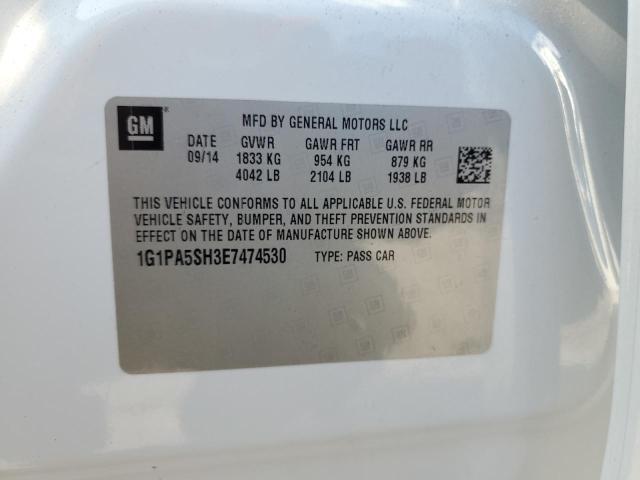 GM
MFD BY GENERAL MOTORS LLC
DATE GVWR GAWR FRT GAWR RR
09/14 1833 KG 954 KG 879 KG
4042 LB 2104 LB 1938 LB
THIS VEHICLE CONFORMS TO ALL APPLICABLE U.S. FEDERAL MOTOR
VEHICLE SAFETY, BUMPER, AND THEFT PREVENTION STANDARDS IN
EFFECT ON THE DATE OF MANUFACTURE SHOWN ABOVE.
1G1PA5SH3E7474530 TYPE: PASS CAR